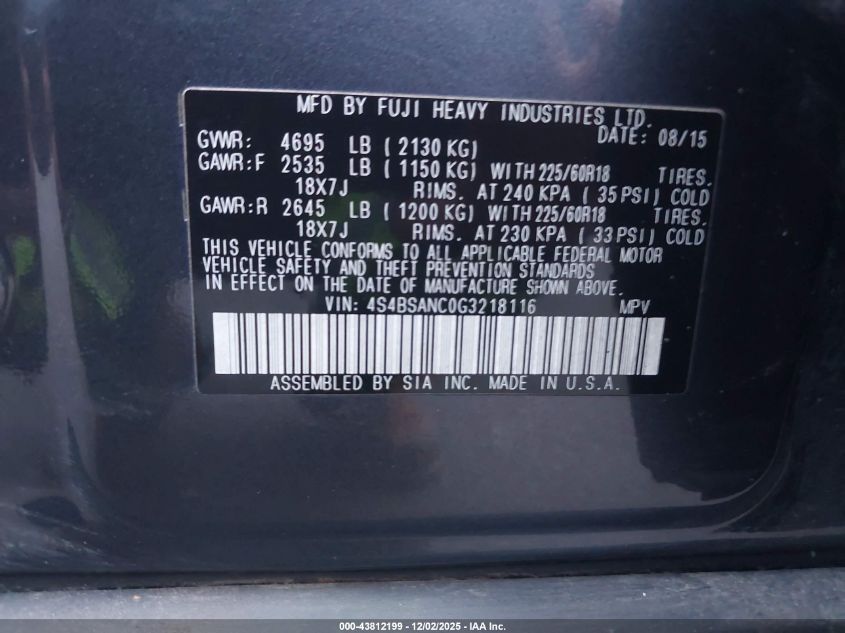 MFD BY FUJI HEAVY INDUSTRIES LTD.
DATE: 08/15
GVWR: 4695 LB ( 2130 KG)
GAWR:F 2535 LB ( 1150 KG) WITH 225/60R18 TIRES.
18X7J RIMS. AT 240 KPA ( 35 PSI) COLD
GAWR:R 2645 LB ( 1200 KG) WITH 225/60R18 TIRES.
18X7J RIMS. AT 230 KPA ( 33 PSI) COLD
THIS VEHICLE CONFORMS TO ALL APPLICABLE FEDERAL MOTOR
VEHICLE SAFETY AND THEFT PREVENTION STANDARDS
IN EFFECT ON THE DATE OF MANUFACTURE SHOWN ABOVE.
VIN: 4S4BSANC0G3218116 MPV
ASSEMBLED BY SIA INC. MADE IN U.S.A.
000-43812199 - 12/02/2025 - IAA Inc.